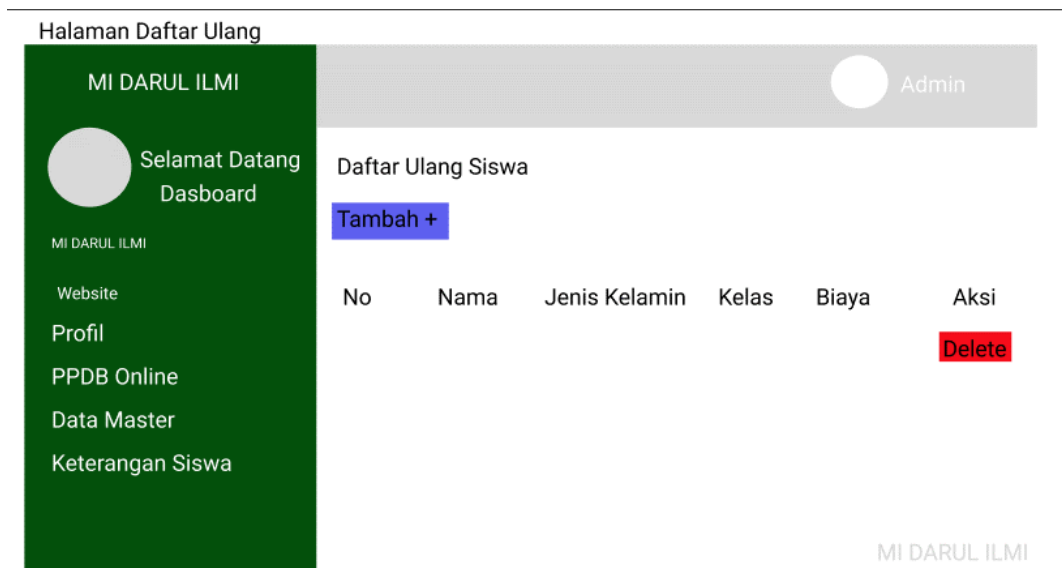 Halaman Daftar Ulang
MI DARUL ILMI
Admin
Selamat Datang
Dasboard
MI DARUL ILMI
Website
Profil
PPDB Online
Data Master
Keterangan Siswa
Daftar Ulang Siswa
Tambah +
No Nama Jenis Kelamin Kelas Biaya Aksi
Delete
MI DARUL ILMI